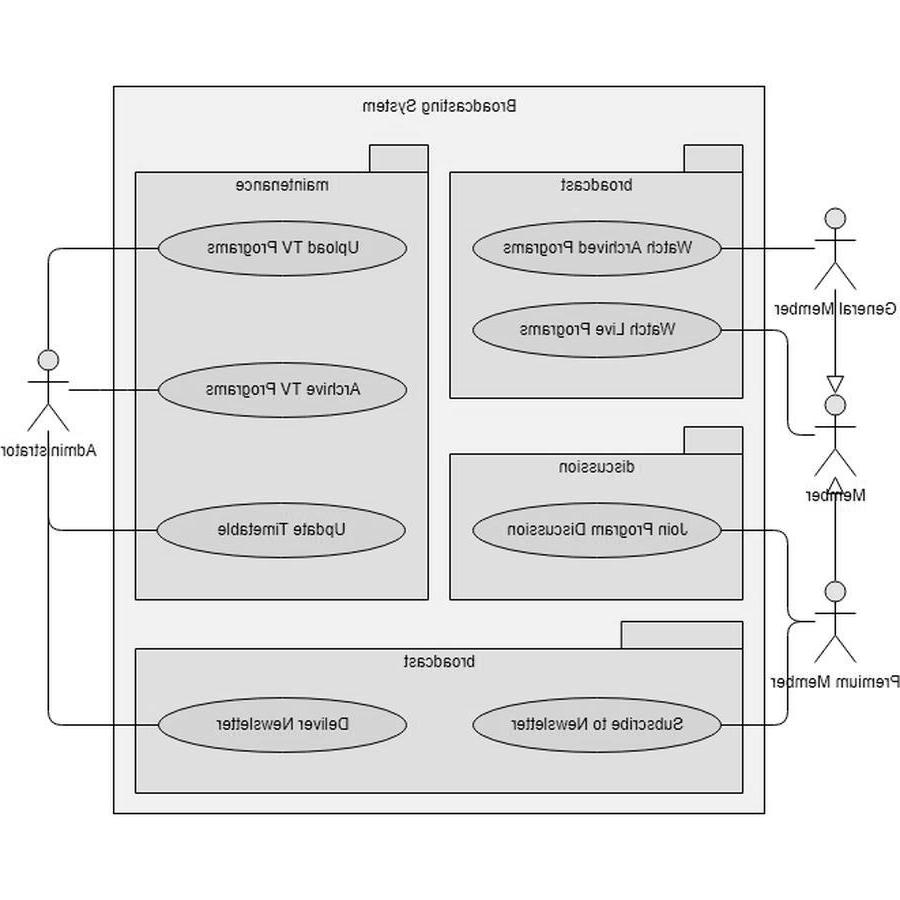 Broadcasting System
broadcast
maintenance
Watch Archived Programs
Upload TV Programs
General Member
Watch Live Programs
Archive TV Programs
Administrator
discussion
Member
Join Program Discussion
Update Timetable
broadcast
Premium Member
Subscribe to Newsletter
Deliver Newsletter